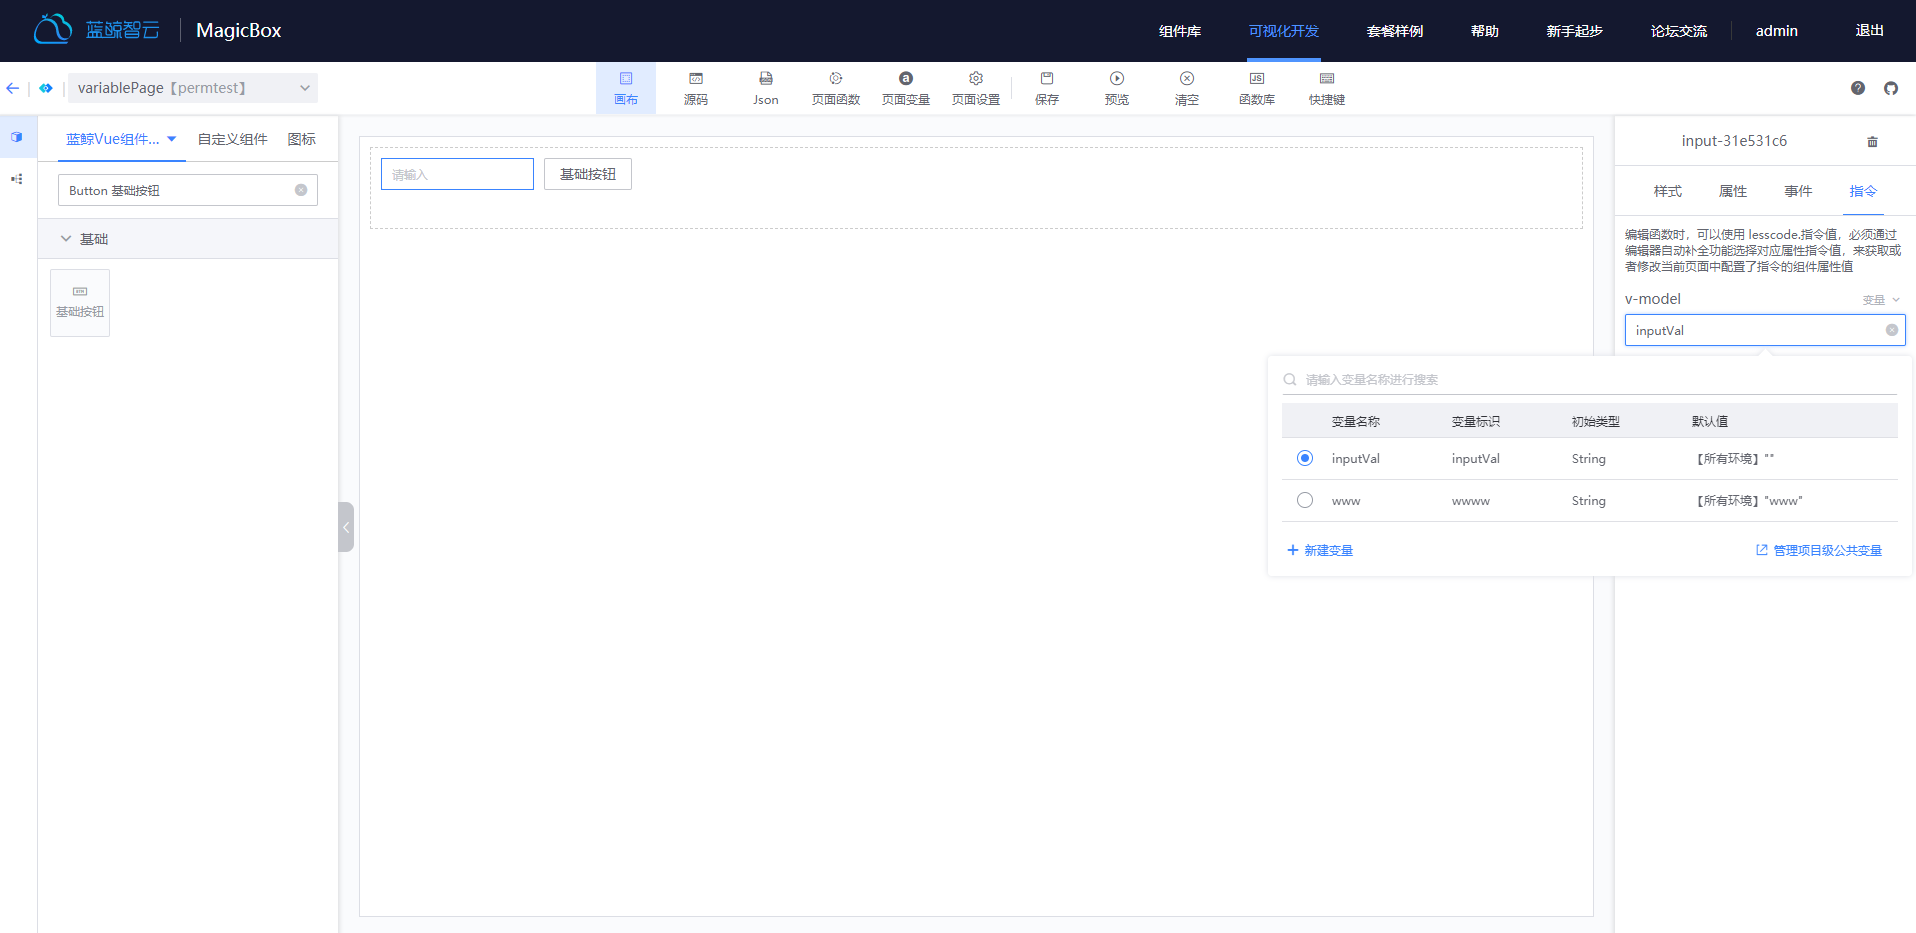 蓝鲸智云 MagicBox 组件库 可视化开发 套餐样例 帮助 新手起步 论坛交流 admin 退出
variablePage【permtest】 画布 源码 Json 页面函数 页面变量 页面设置 保存 预览 清空 函数库 快捷键
蓝鲸Vue组件... 自定义组件 图标
Button 基础按钮
基础
基础按钮
请输入 基础按钮
input-31e531c6
样式 属性 事件 指令
编辑函数时，可以使用 lesscode.指令值，必须通过
编辑器自动补全功能选择对应属性指令值，来获取或
者修改当前页面中配置了指令的组件属性值
v-model 变量
inputVal
请输入变量名称进行搜索
变量名称 变量标识 初始类型 默认值
inputVal inputVal String 【所有环境】""
www wwww String 【所有环境】"www"
新建变量 管理项目级公共变量